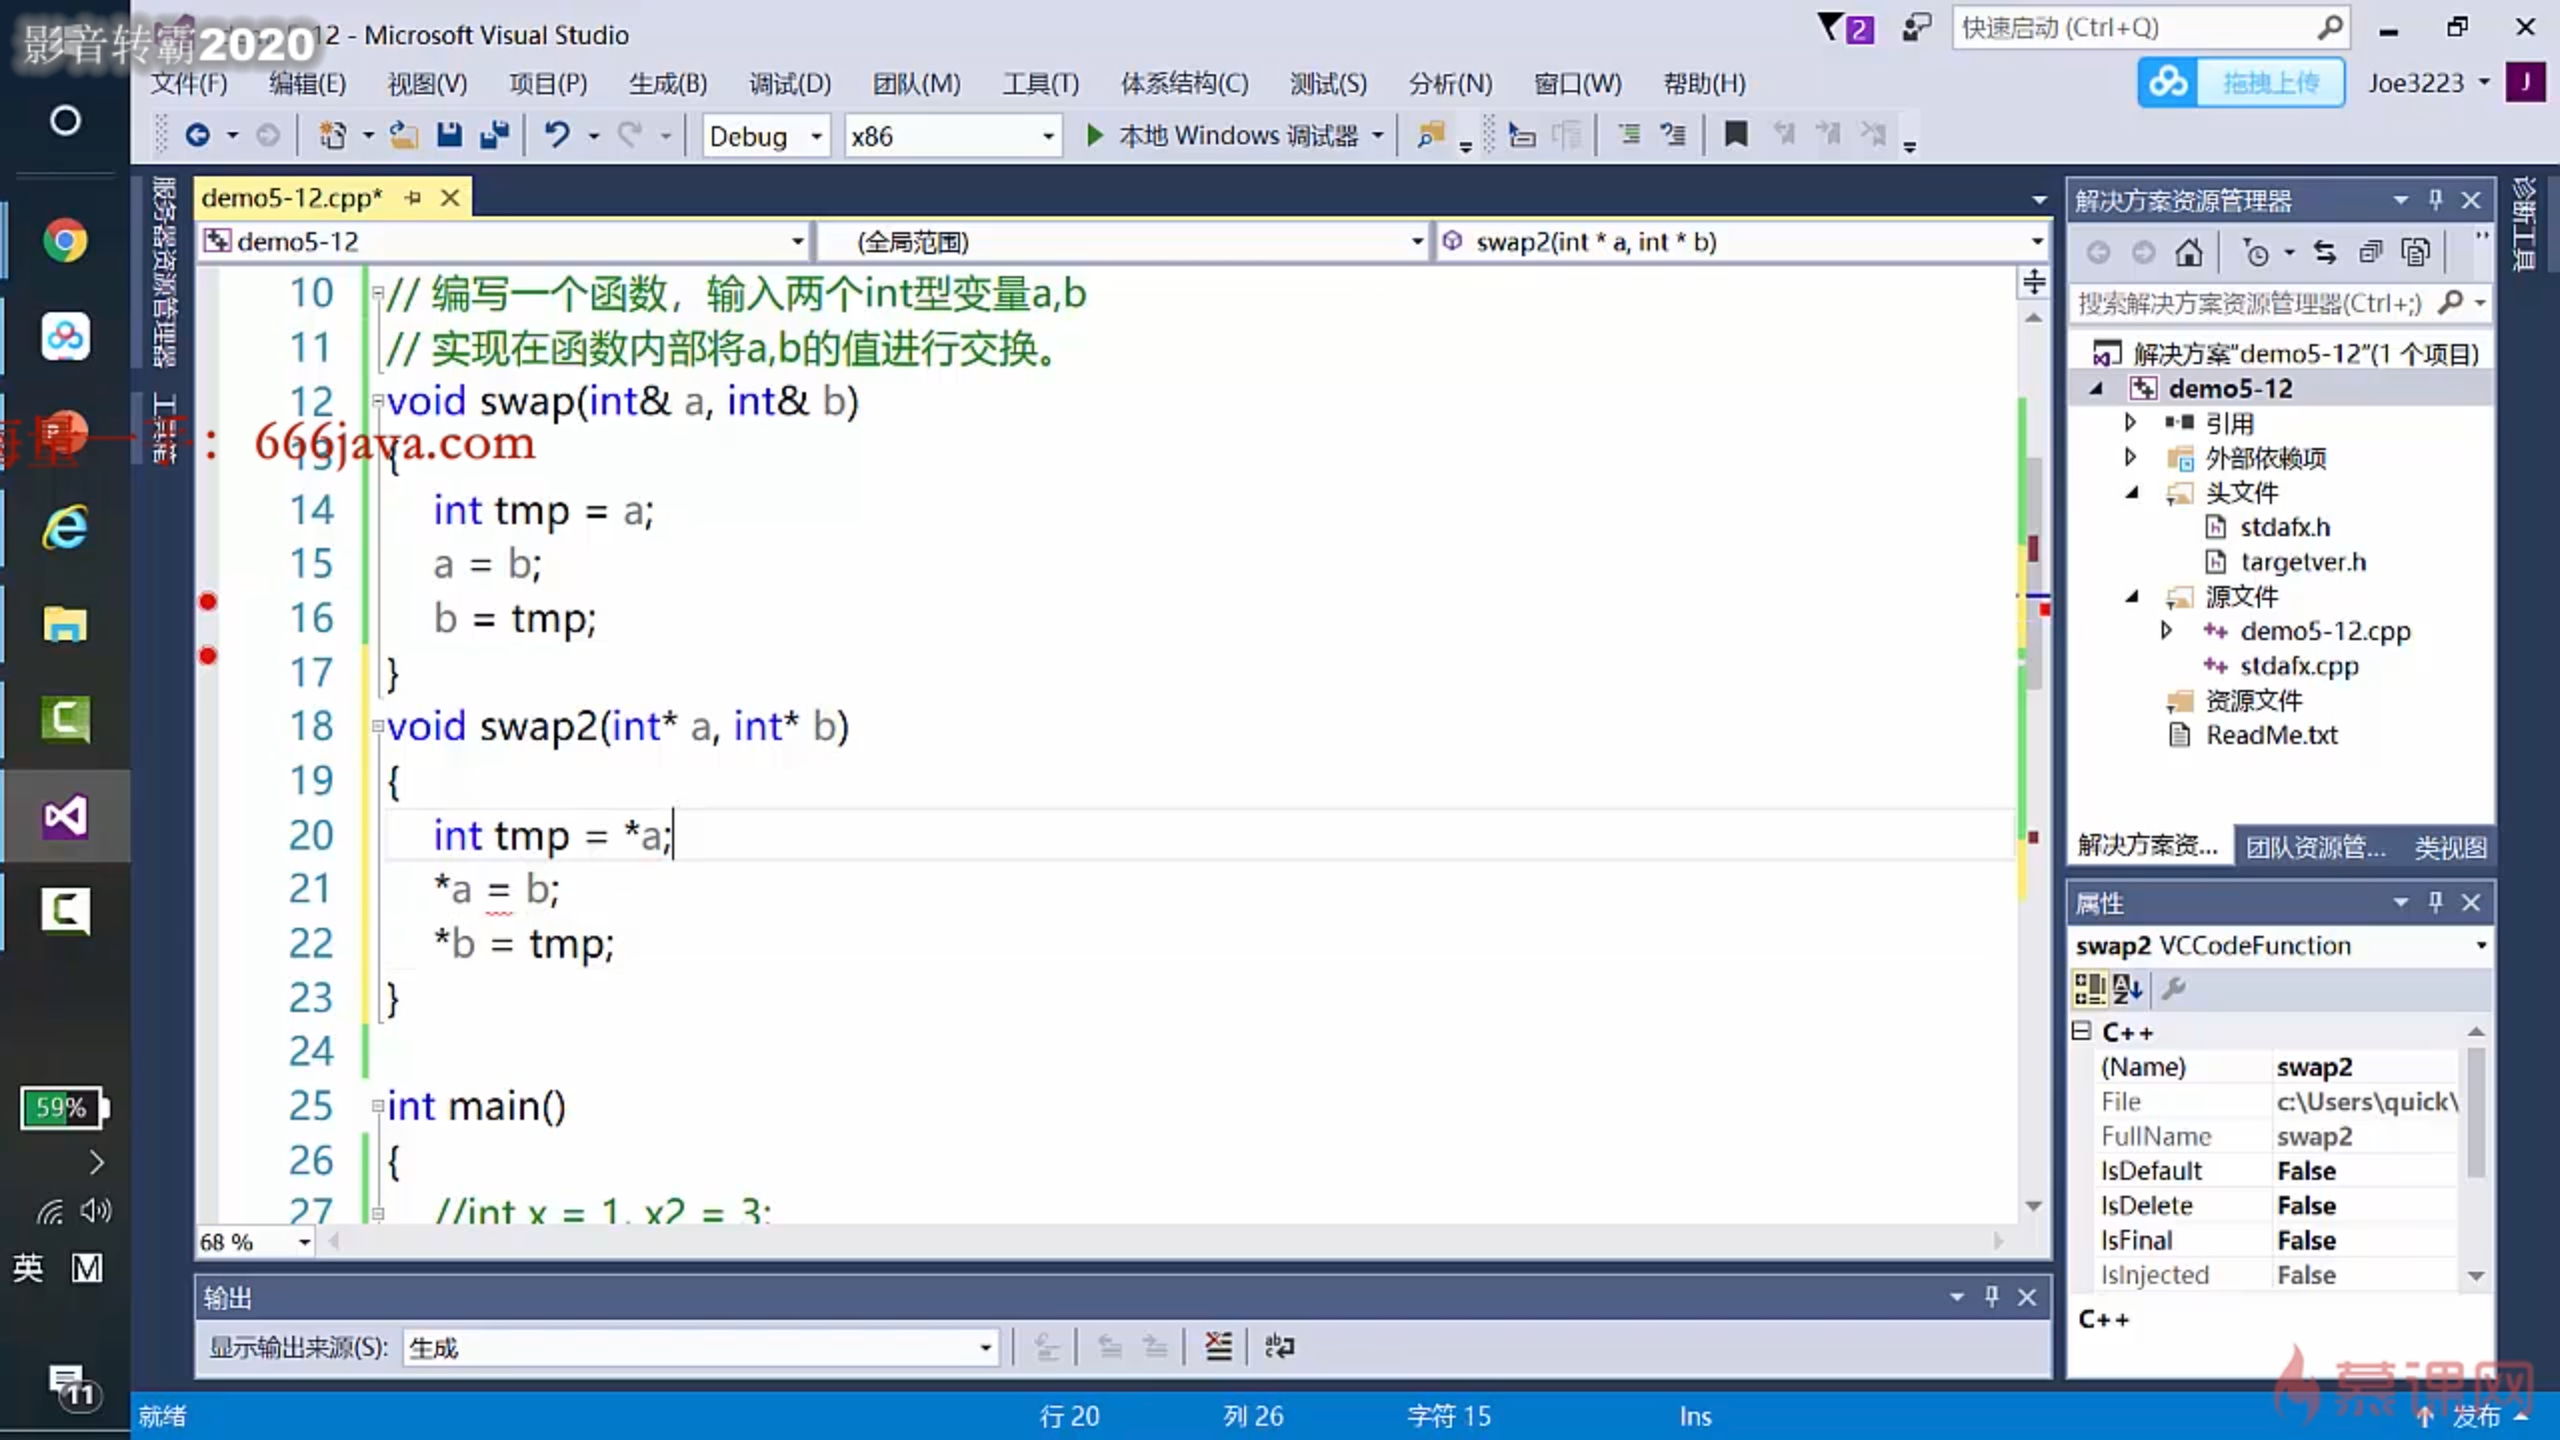 影音转霸2020
12 - Microsoft Visual Studio
2
快速启动 (Ctrl+Q)
文件(F) 编辑(E) 视图(V) 项目(P) 生成(B) 调试(D) 团队(M) 工具(T) 体系结构(C) 测试(S) 分析(N) 窗口(W) 帮助(H)
拖拽上传
Joe3223
J
Debug x86 本地 Windows 调试器
服务器资源管理器
工具箱
demo5-12.cpp*
demo5-12 (全局范围) swap2(int * a, int * b)
10 // 编写一个函数，输入两个int型变量a,b
11 // 实现在函数内部将a,b的值进行交换。
12 void swap(int& a, int& b)
13 {
海量一手：666java.com
14 int tmp = a;
15 a = b;
16 b = tmp;
17 }
18 void swap2(int* a, int* b)
19 {
20 int tmp = *a;
21 *a = b;
22 *b = tmp;
23 }
24
25 int main()
26 {
27 //int x = 1, x2 = 3;
68 %
输出
显示输出来源(S): 生成
解决方案资源管理器
搜索解决方案资源管理器(Ctrl+;)
解决方案"demo5-12"(1 个项目)
demo5-12
引用
外部依赖项
头文件
stdafx.h
targetver.h
源文件
demo5-12.cpp
stdafx.cpp
资源文件
ReadMe.txt
解决方案资... 团队资源管... 类视图
属性
swap2 VCCodeFunction
C++
(Name) swap2
File c:\Users\quick\
FullName swap2
IsDefault False
IsDelete False
IsFinal False
IsInjected False
C++
诊断工具
59%
英 M
11
就绪 行 20 列 26 字符 15 Ins 发布
慕课网